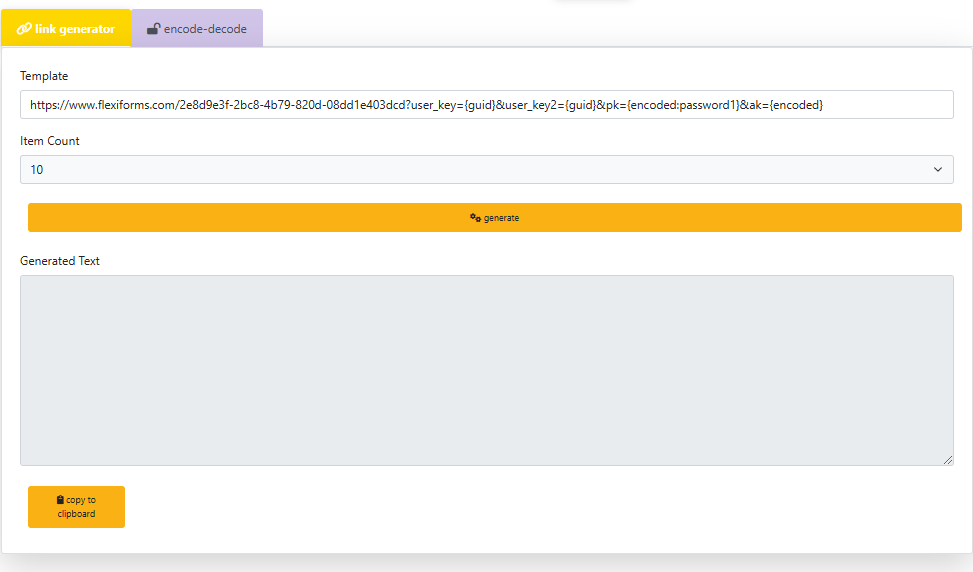 link generator encode-decode
Template
https://www.flexiforms.com/2e8d9e3f-2bc8-4b79-820d-08dd1e403dcd?user_key={guid}&user_key2={guid}&pk={encoded:password1}&ak={encoded}
Item Count
10
generate
Generated Text
copy to
clipboard